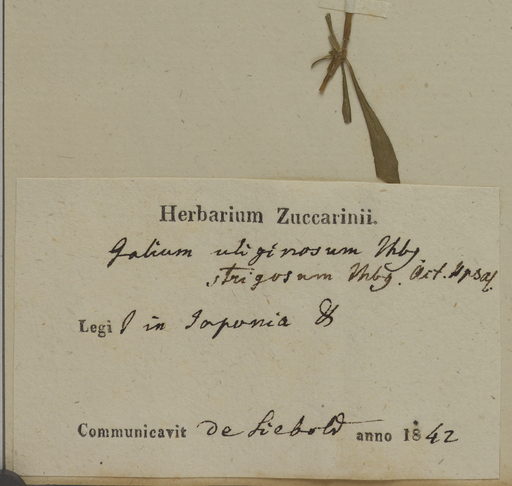 Herbarium Zuccarinii.
Galium uliginosum Thbg
strigosum Thbg. Act. Upsal.
Legi in Japonia
Communicavit de Siebold anno 1842